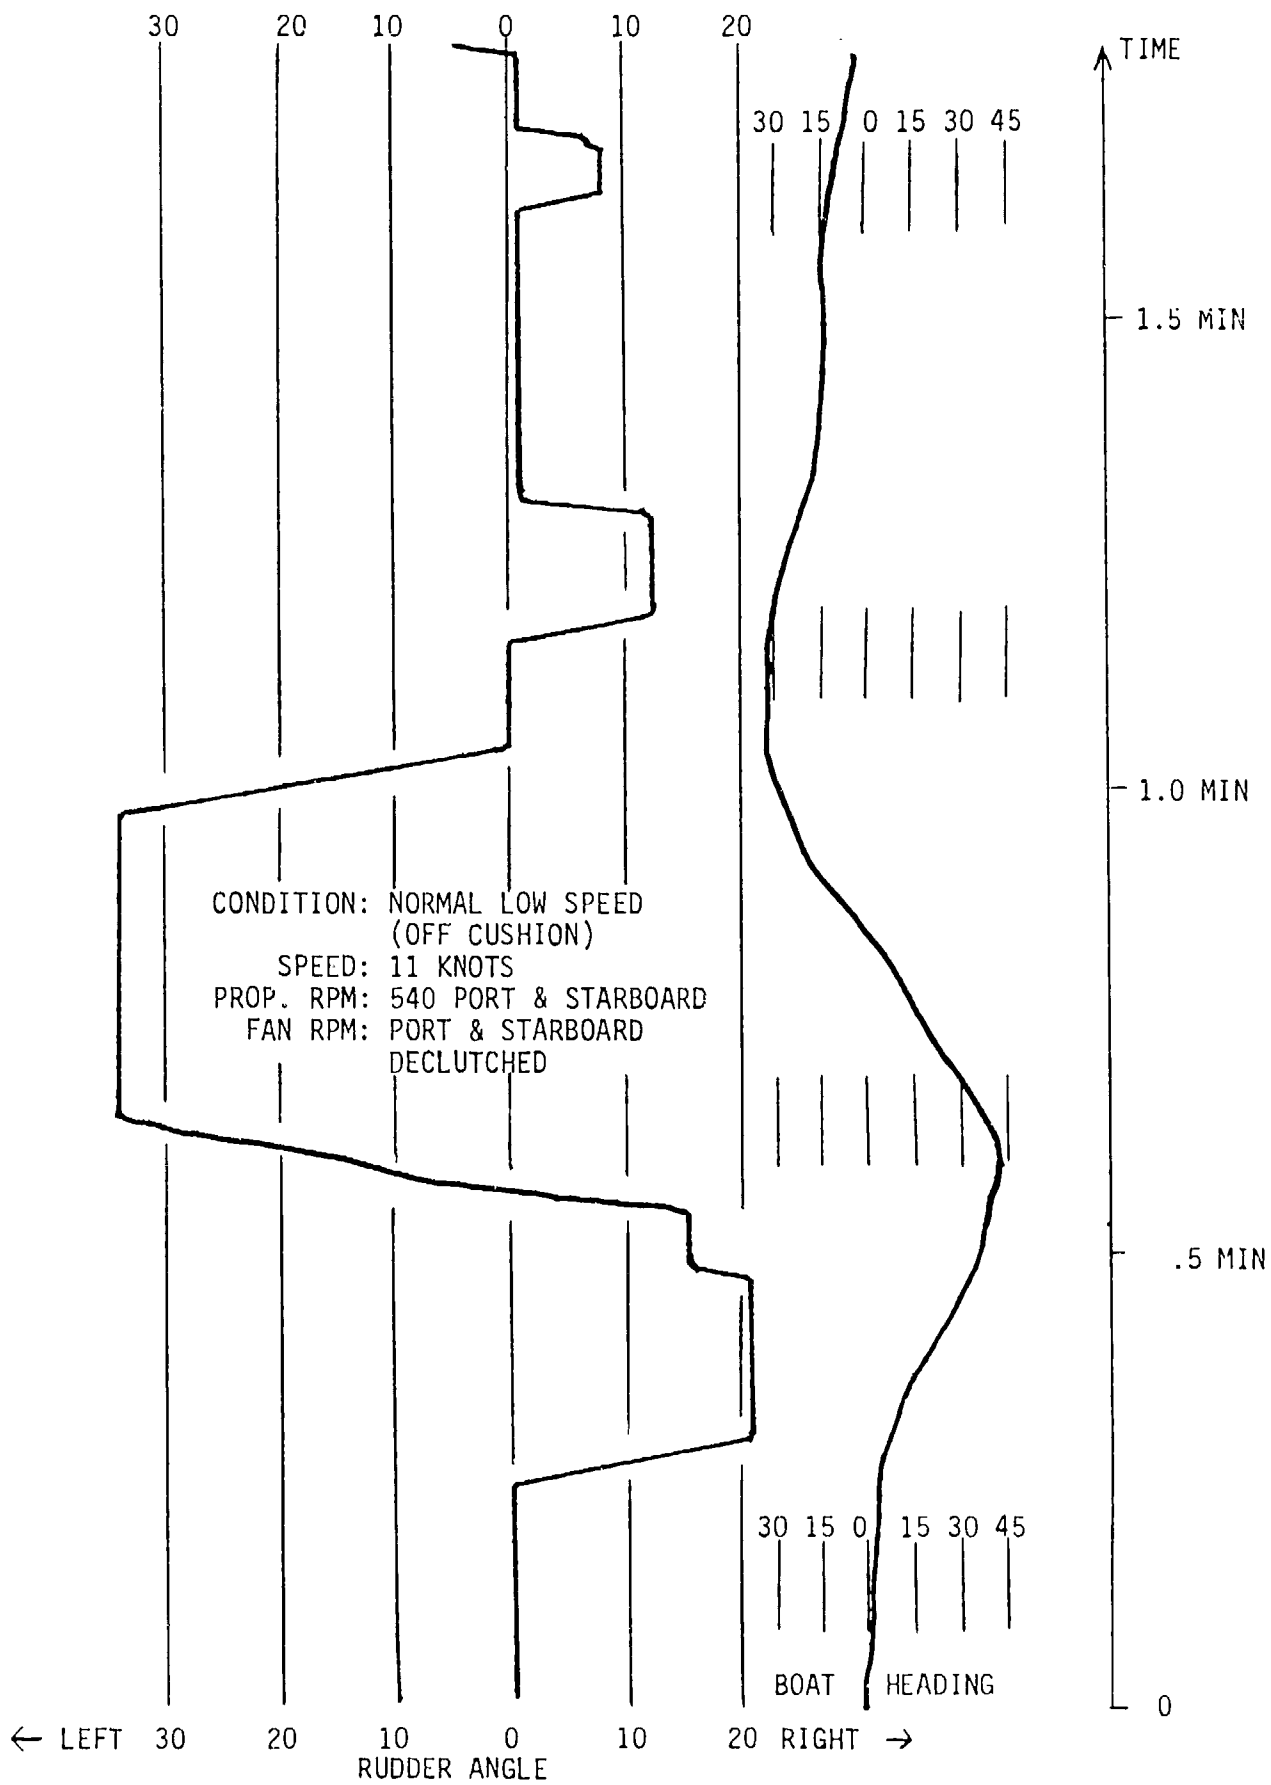 30 20 10 0 10 20
TIME
30 15 0 15 30 45
1.5 MIN
1.0 MIN
CONDITION: NORMAL LOW SPEED
(OFF CUSHION)
SPEED: 11 KNOTS
PROP. RPM: 540 PORT & STARBOARD
FAN RPM: PORT & STARBOARD
DECLUTCHED
.5 MIN
30 15 0 15 30 45
BOAT HEADING
0
← LEFT 30 20 10 0 10 20 RIGHT →
RUDDER ANGLE